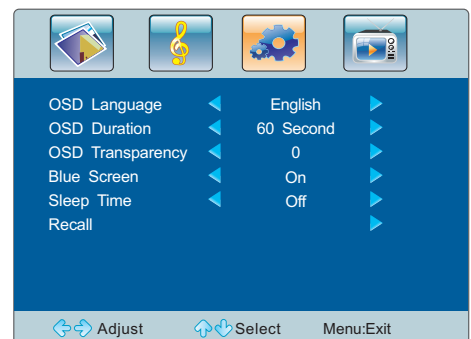 OSD Language English
OSD Duration 60 Second
OSD Transparency 0
Blue Screen On
Sleep Time Off
Recall
Adjust Select Menu:Exit